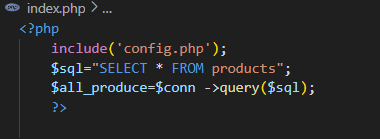 index.php > ...
<?php
include('config.php');
$sql="SELECT * FROM products";
$all_produce=$conn ->query($sql);
?>